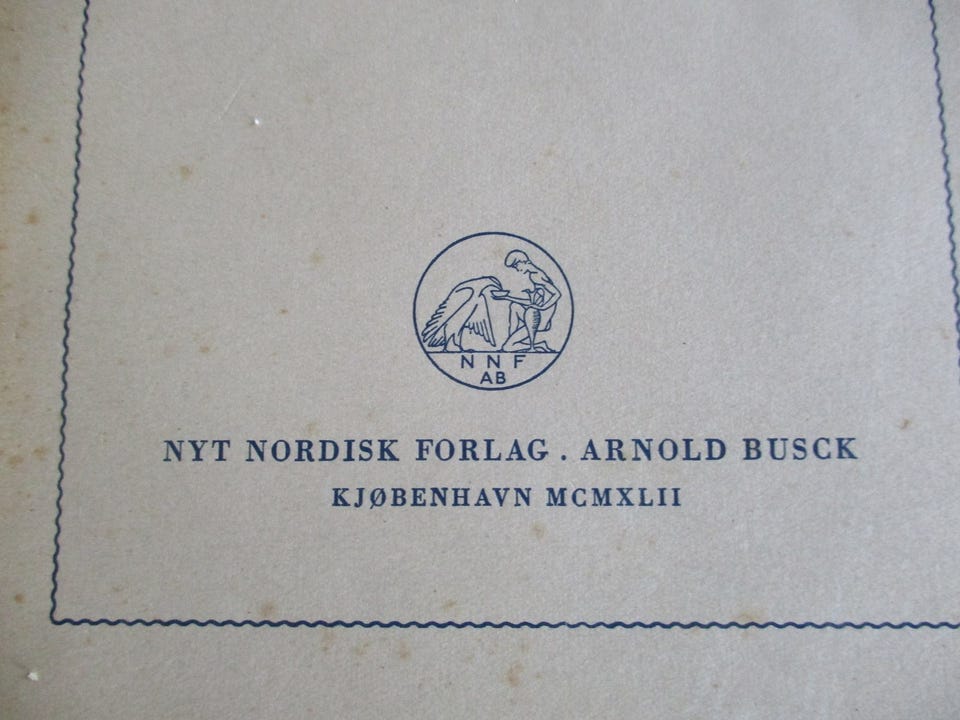 NNF
AB
NYT NORDISK FORLAG . ARNOLD BUSCK
KJØBENHAVN MCMXLII